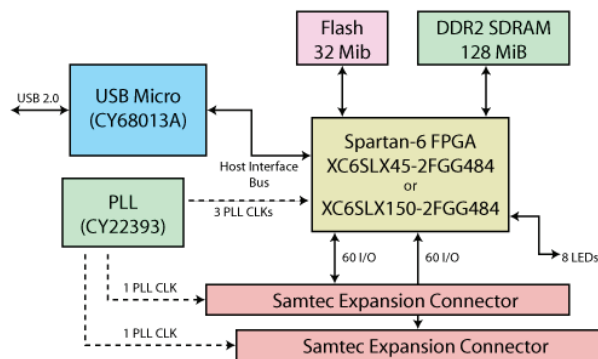 Flash
32 Mib
DDR2 SDRAM
128 MiB
USB 2.0
USB Micro
(CY68013A)
Host Interface
Bus
Spartan-6 FPGA
XC6SLX45-2FGG484
or
XC6SLX150-2FGG484
PLL
(CY22393)
3 PLL CLKs
60 I/O
60 I/O
8 LEDs
1 PLL CLK
Samtec Expansion Connector
1 PLL CLK
Samtec Expansion Connector